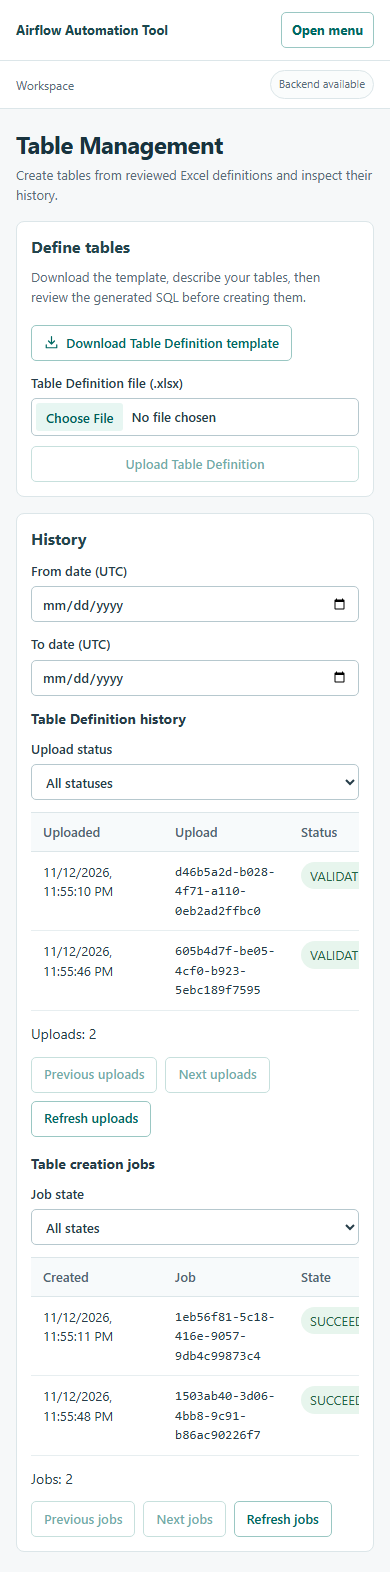 Airflow Automation Tool
Open menu
Workspace
Backend available
Table Management
Create tables from reviewed Excel definitions and inspect their
history.
Define tables
Download the template, describe your tables, then
review the generated SQL before creating them.
Download Table Definition template
Table Definition file (.xlsx)
Choose File No file chosen
Upload Table Definition
History
From date (UTC)
mm/dd/yyyy
To date (UTC)
mm/dd/yyyy
Table Definition history
Upload status
All statuses
Uploaded Upload Status
11/12/2026, d46b5a2d-b028- VALIDAT
11:55:10 PM 4f71-a110-
0eb2ad2ffbc0
11/12/2026, 605b4d7f-be05- VALIDAT
11:55:46 PM 4cf0-b923-
5ebc189f7595
Uploads: 2
Previous uploads Next uploads
Refresh uploads
Table creation jobs
Job state
All states
Created Job State
11/12/2026, 1eb56f81-5c18- SUCCEED
11:55:11 PM 416e-9057-
9db4c99873c4
11/12/2026, 1503ab40-3d06- SUCCEED
11:55:48 PM 4bb8-9c91-
b86ac90226f7
Jobs: 2
Previous jobs Next jobs Refresh jobs